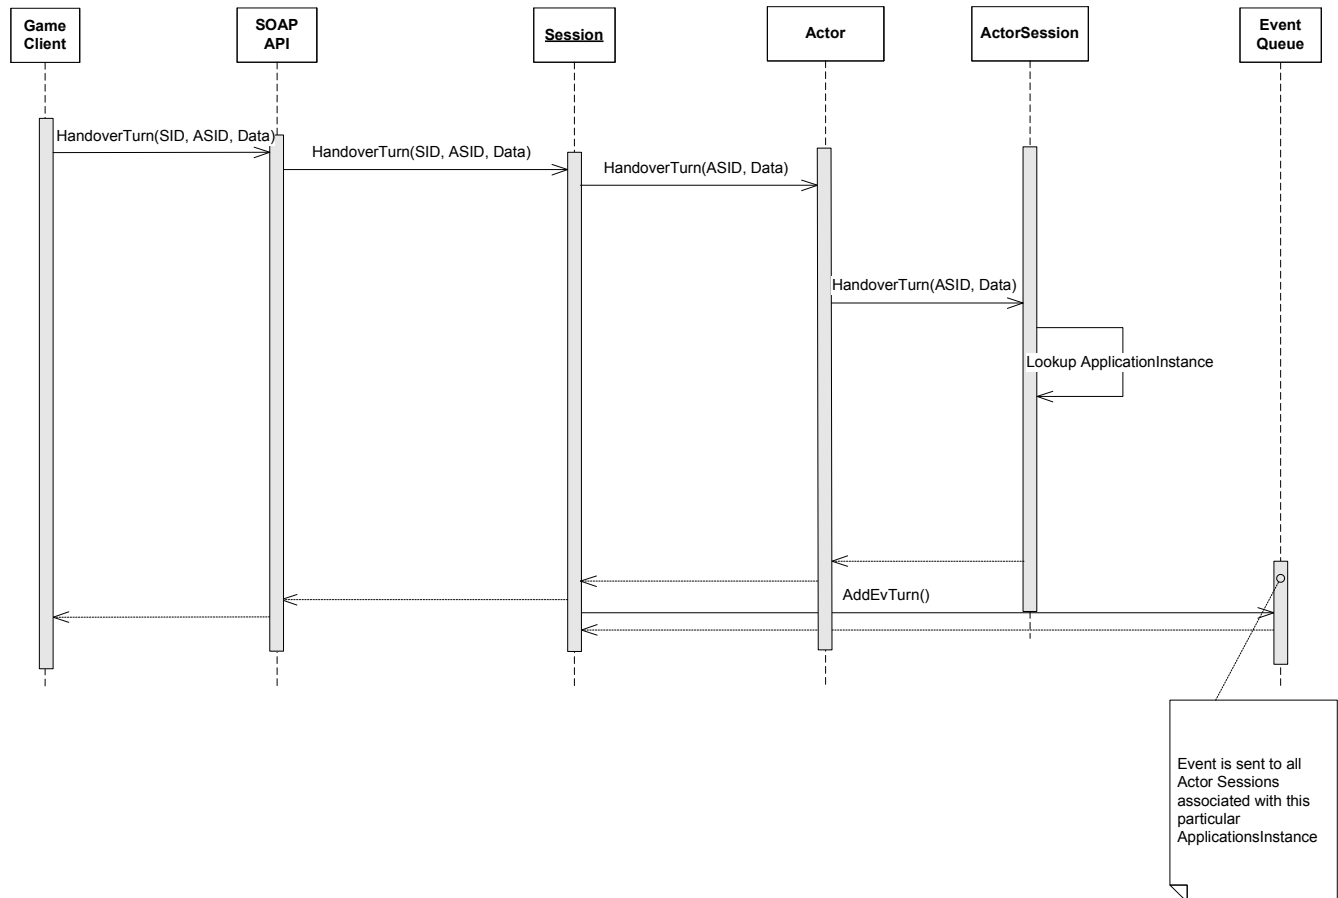 Game
Client
SOAP
API
Session
Actor
ActorSession
Event
Queue
HandoverTurn(SID, ASID, Data)
HandoverTurn(SID, ASID, Data)
HandoverTurn(ASID, Data)
HandoverTurn(ASID, Data)
Lookup ApplicationInstance
AddEvTurn()
Event is sent to all
Actor Sessions
associated with this
particular
ApplicationsInstance